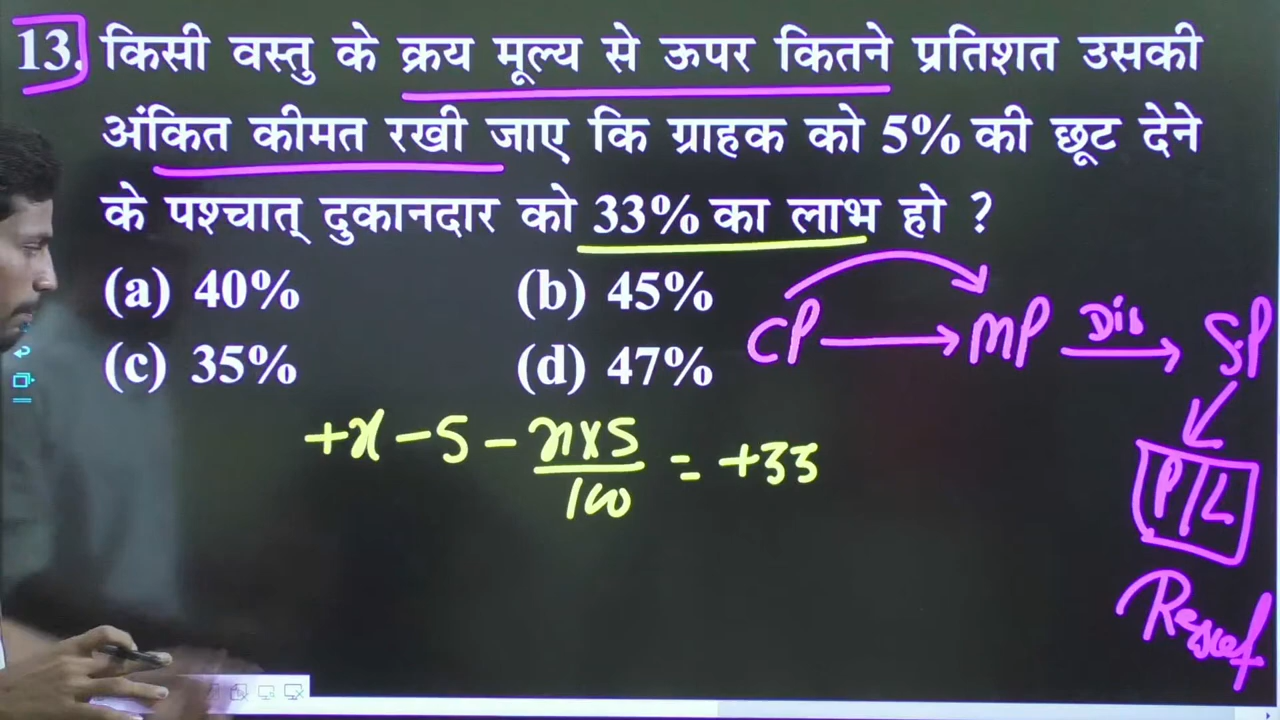 13. किसी वस्तु के क्रय मूल्य से ऊपर कितने प्रतिशत उसकी
अंकित कीमत रखी जाए कि ग्राहक को 5% की छूट देने
के पश्चात् दुकानदार को 33% का लाभ हो ?
(a) 40% (b) 45%
(c) 35% (d) 47%
CP → MP Dis → SP
+x - 5 - x×5/100 = +33
P/L